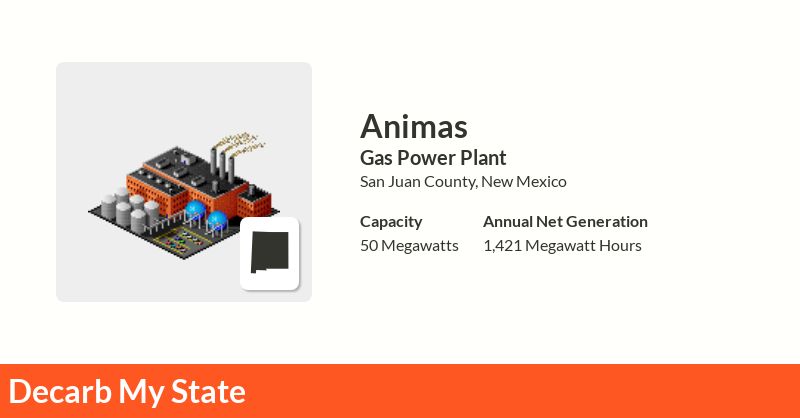 Animas
Gas Power Plant
San Juan County, New Mexico
Capacity
50 Megawatts
Annual Net Generation
1,421 Megawatt Hours
Decarb My State